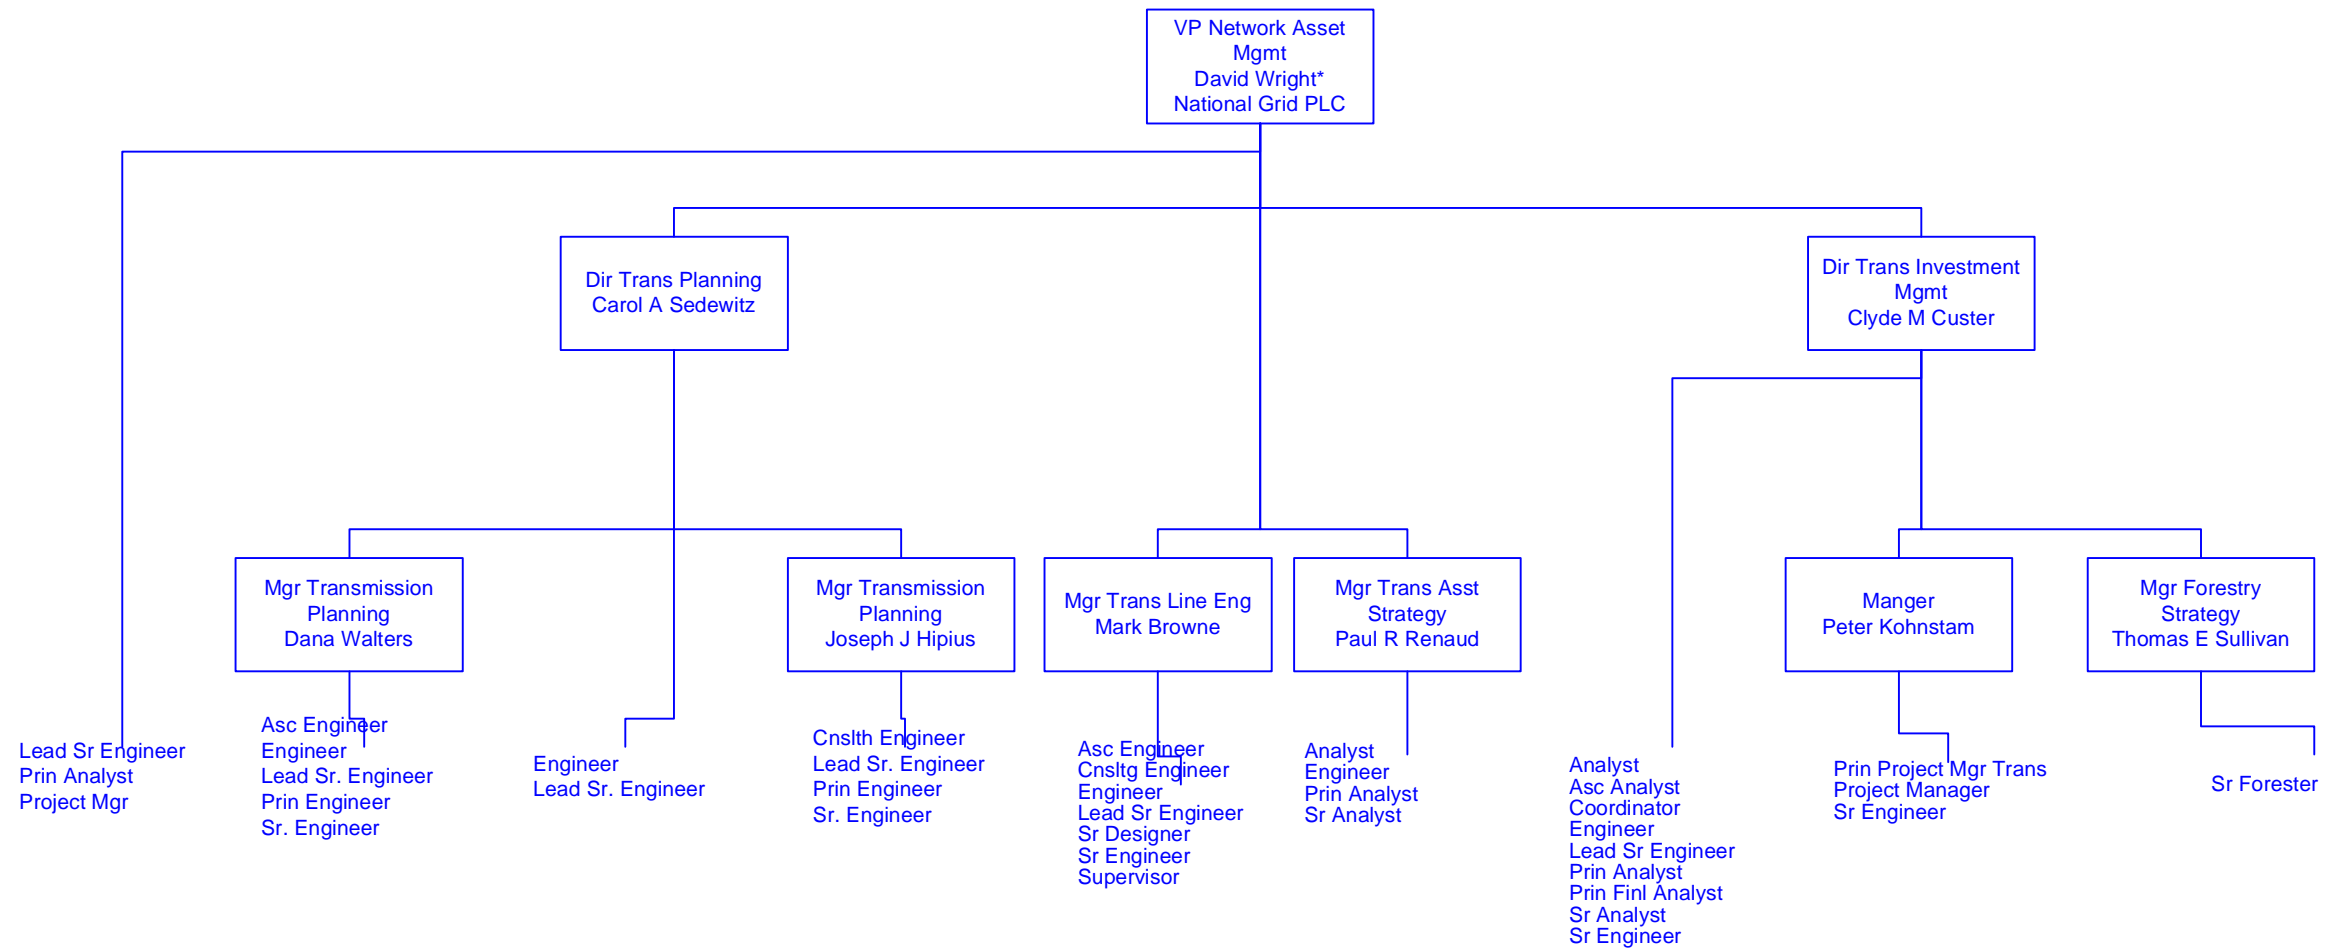 VP Network Asset
Mgmt
David Wright*
National Grid PLC
Dir Trans Planning
Carol A Sedewitz
Dir Trans Investment
Mgmt
Clyde M Custer
Mgr Transmission
Planning
Dana Walters
Mgr Transmission
Planning
Joseph J Hipius
Mgr Trans Line Eng
Mark Browne
Mgr Trans Asst
Strategy
Paul R Renaud
Manger
Peter Kohnstam
Mgr Forestry
Strategy
Thomas E Sullivan
Lead Sr Engineer
Prin Analyst
Project Mgr
Asc Engineer
Engineer
Lead Sr. Engineer
Prin Engineer
Sr. Engineer
Engineer
Lead Sr. Engineer
Cnslth Engineer
Lead Sr. Engineer
Prin Engineer
Sr. Engineer
Asc Engineer
Cnsltg Engineer
Engineer
Lead Sr Engineer
Sr Designer
Sr Engineer
Supervisor
Analyst
Engineer
Prin Analyst
Sr Analyst
Analyst
Asc Analyst
Coordinator
Engineer
Lead Sr Engineer
Prin Analyst
Prin Finl Analyst
Sr Analyst
Sr Engineer
Prin Project Mgr Trans
Project Manager
Sr Engineer
Sr Forester